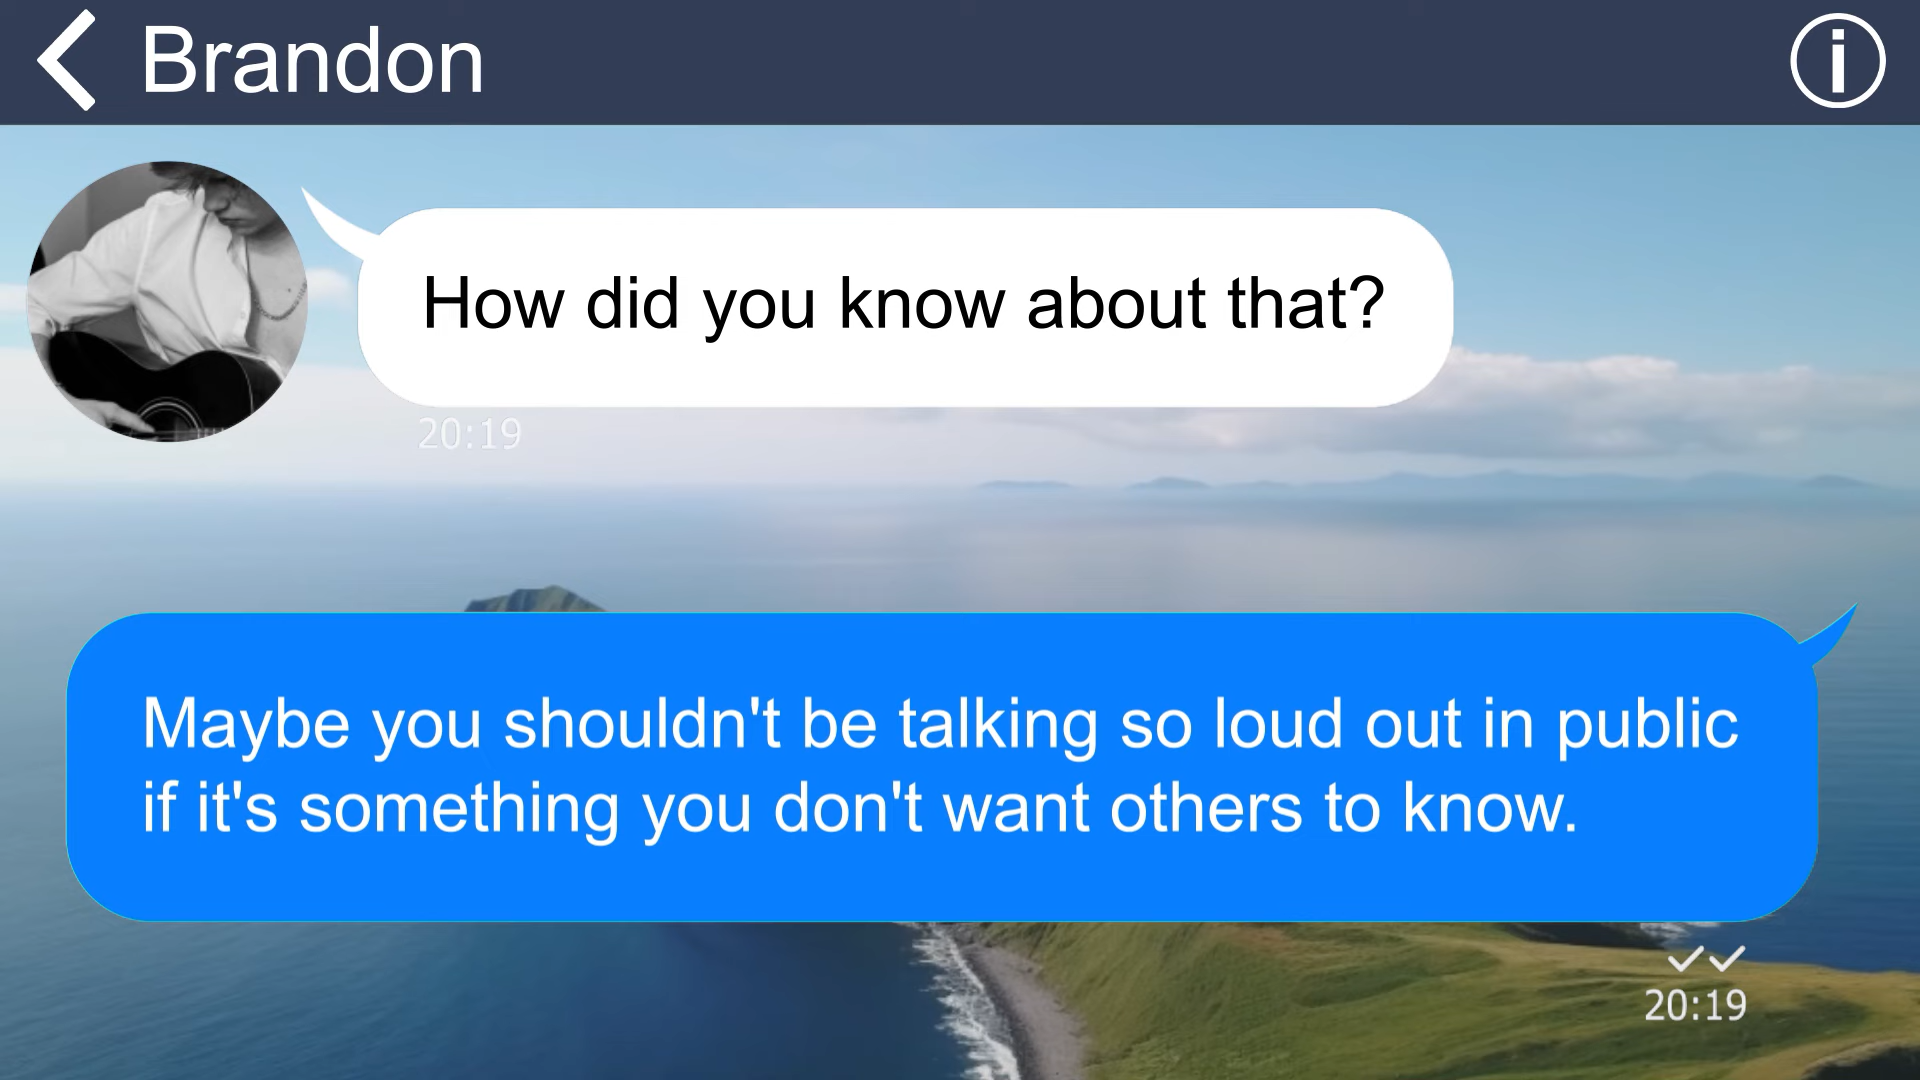 Brandon
How did you know about that?
20:19
Maybe you shouldn't be talking so loud out in public
if it's something you don't want others to know.
20:19